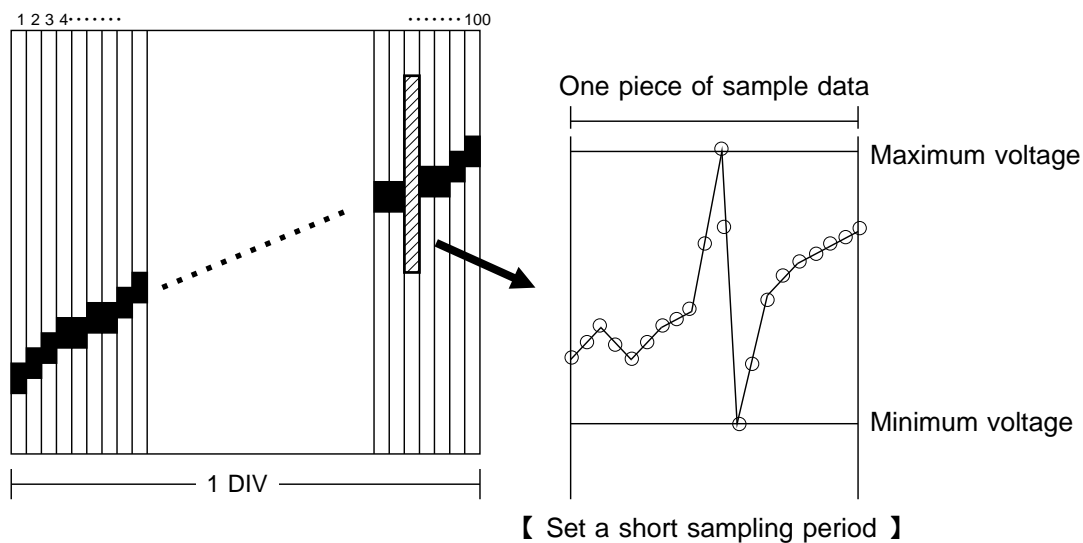 1 2 3 4 ······· ······· 100
One piece of sample data
Maximum voltage
Minimum voltage
1 DIV
【 Set a short sampling period 】